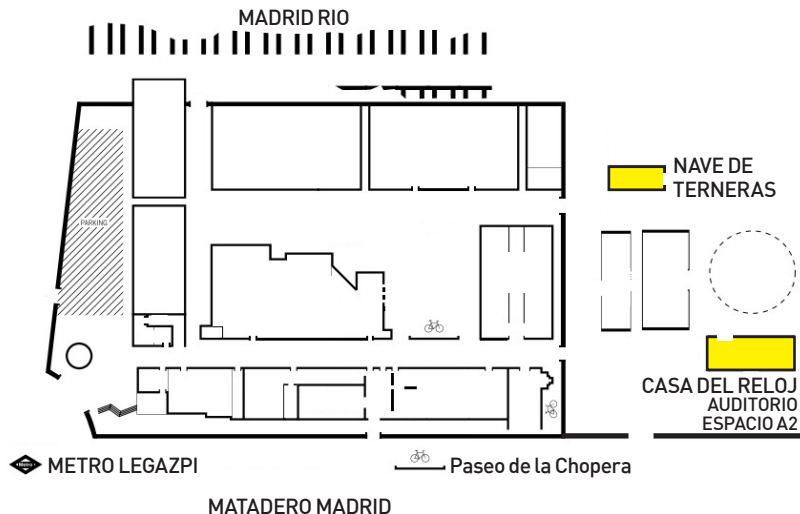 MADRID RIO
NAVE DE
TERNERAS
PARKING
CASA DEL RELOJ
AUDITORIO
ESPACIO A2
Metro
METRO LEGAZPI
Paseo de la Chopera
MATADERO MADRID